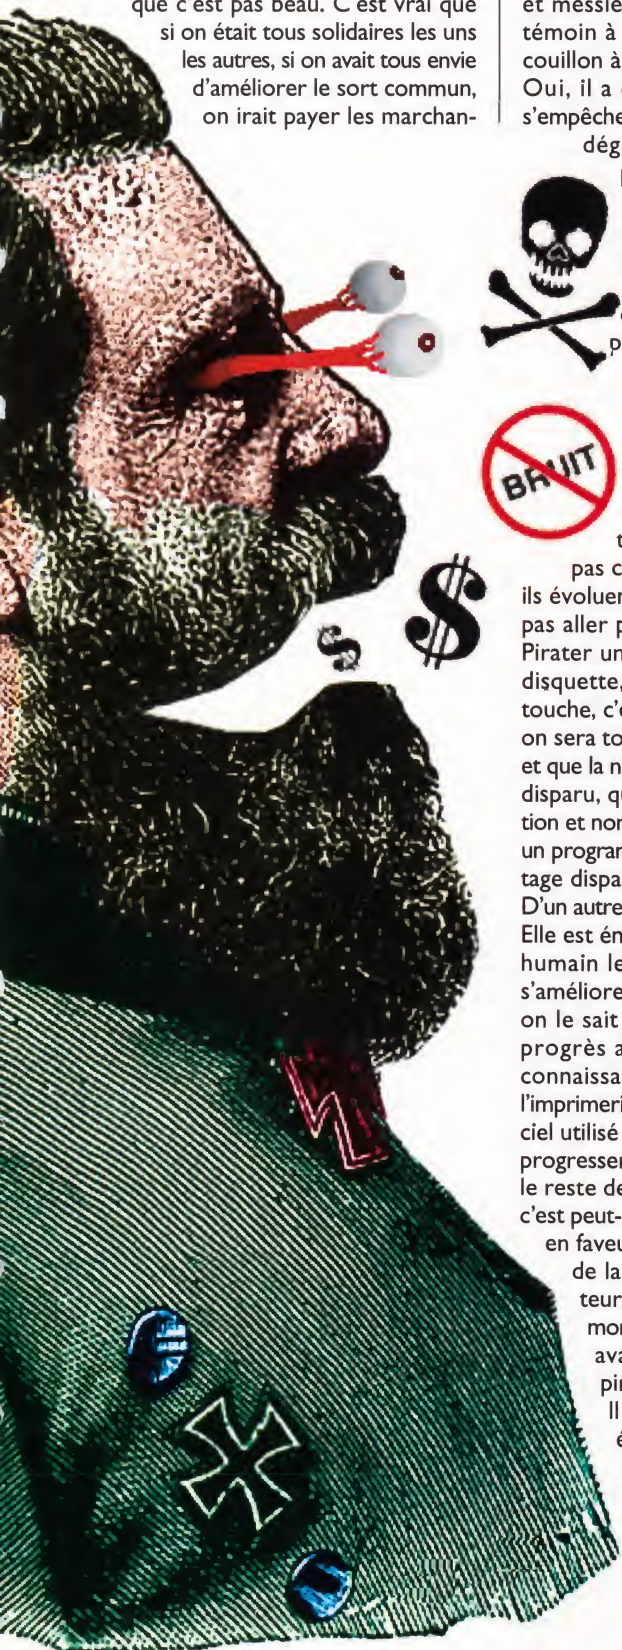 que c'est pas beau. C'est vrai que
si on était tous solidaires les uns
les autres, si on avait tous envie
d'améliorer le sort commun,
on irait payer les marchan-
et messie
témoin à
couillon à
Oui, il a
s'empêche
dég
BRUIT
pas c
ils évoluer
pas aller p
Pirater un
disquette,
touche, c'e
on sera to
et que la n
disparu, qu
tion et nor
un progran
tage dispa
D'un autre
Elle est én
humain le
s'améliore
on le sait
progrès a
connaissa
l'imprimeri
ciel utilisé
progresser
le reste de
c'est peut-
en faveu
de la
teur
mor
ava
pir
Il
$
$